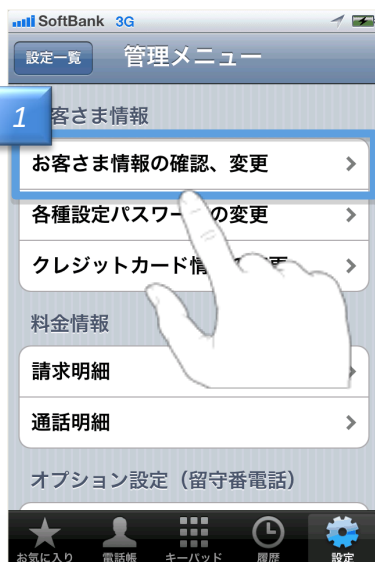 SoftBank 3G
設定一覧 管理メニュー
1
客さま情報
お客さま情報の確認、変更
各種設定パスワー の変更
クレジットカード情 更
料金情報
請求明細
通話明細
オプション設定（留守番電話）
お気に入り 電話帳 キーパッド 履歴 設定